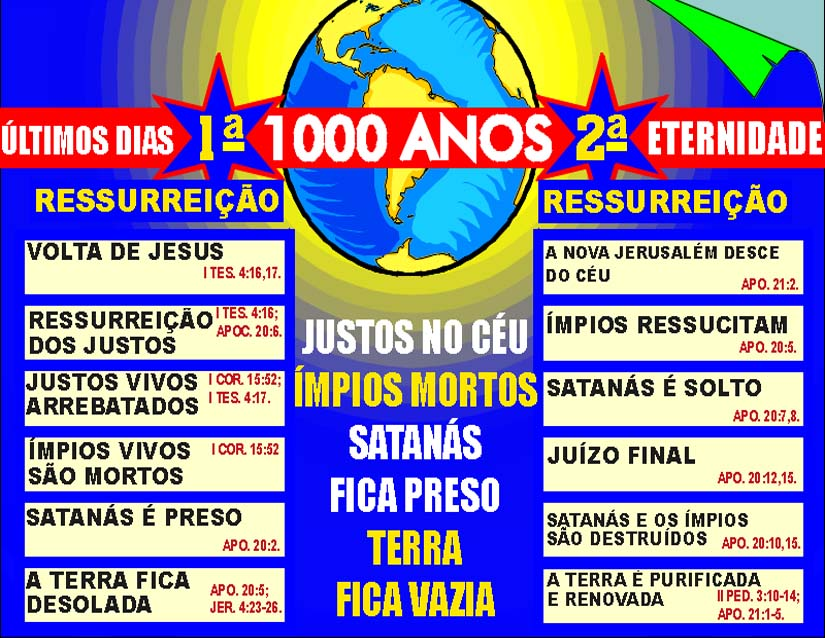 ÚLTIMOS DIAS 1ª 1000 ANOS 2ª ETERNIDADE
RESSURREIÇÃO
VOLTA DE JESUS
I TES. 4:16,17.
RESSURREIÇÃO I TES. 4:16;
DOS JUSTOS APOC. 20:6.
JUSTOS VIVOS I COR. 15:52;
ARREBATADOS I TES. 4:17.
ÍMPIOS VIVOS I COR. 15:52
SÃO MORTOS
SATANÁS É PRESO
APO. 20:2.
A TERRA FICA APO. 20:5;
DESOLADA JER. 4:23-26.
JUSTOS NO CÉU
ÍMPIOS MORTOS
SATANÁS
FICA PRESO
TERRA
FICA VAZIA
RESSURREIÇÃO
A NOVA JERUSALÉM DESCE
DO CÉU
APO. 21:2.
ÍMPIOS RESSUCITAM
APO. 20:5.
SATANÁS É SOLTO
APO. 20:7,8.
JUÍZO FINAL
APO. 20:12,15.
SATANÁS E OS ÍMPIOS
SÃO DESTRUÍDOS APO. 20:10,15.
A TERRA É PURIFICADA
E RENOVADA II PED. 3:10-14;
APO. 21:1-5.